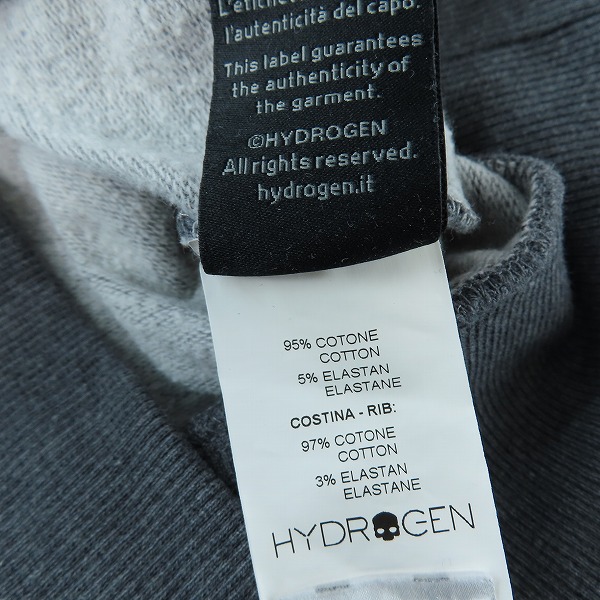 L'etichet
l'autenticità del capo.
This label guarantees
the authenticity of
the garment.
©HYDROGEN
All rights reserved.
hydrogen.it
95% COTONE
COTTON
5% ELASTAN
ELASTANE
COSTINA - RIB:
97% COTONE
COTTON
3% ELASTAN
ELASTANE
HYDROGEN